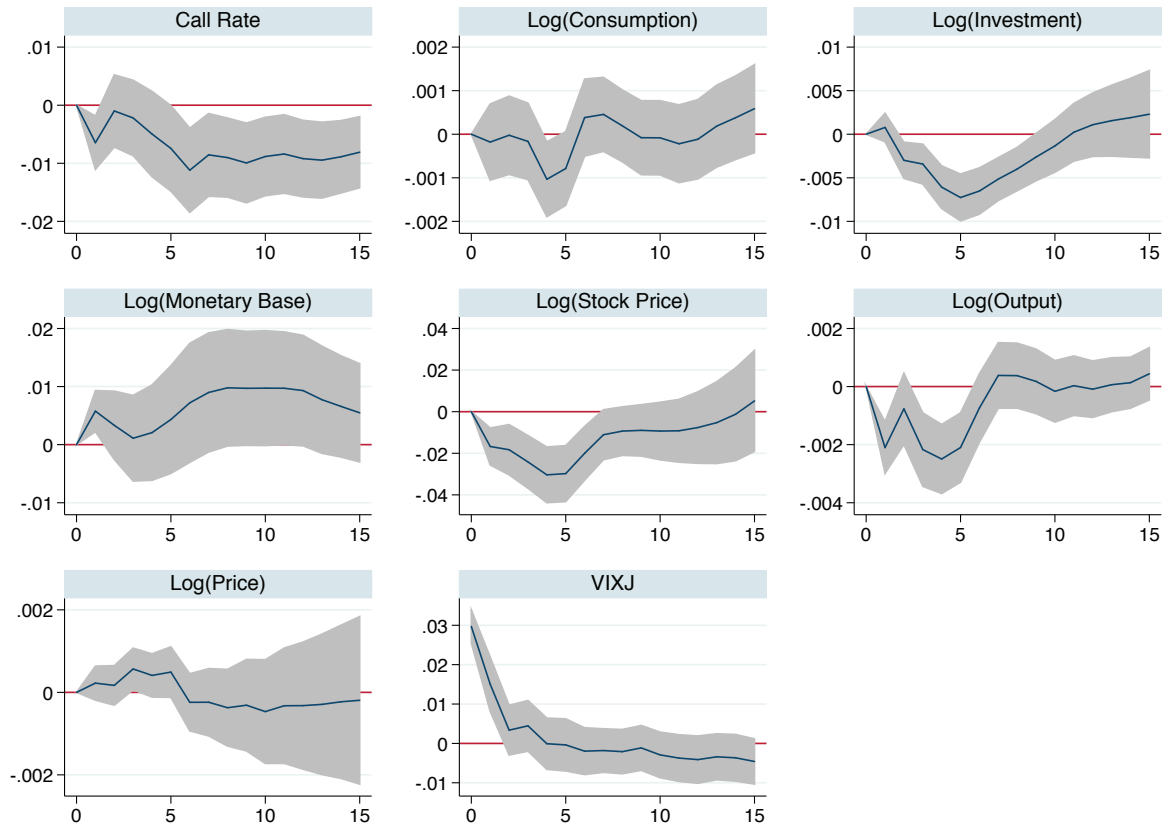 Call Rate
.01
0
-.01
-.02
0 5 10 15
Log(Consumption)
.002
.001
0
-.001
-.002
0 5 10 15
Log(Investment)
.01
.005
0
-.005
-.01
0 5 10 15
Log(Monetary Base)
.02
.01
0
-.01
0 5 10 15
Log(Stock Price)
.04
.02
0
-.02
-.04
0 5 10 15
Log(Output)
.002
0
-.002
-.004
0 5 10 15
Log(Price)
.002
0
-.002
0 5 10 15
VIXJ
.03
.02
.01
0
-.01
0 5 10 15